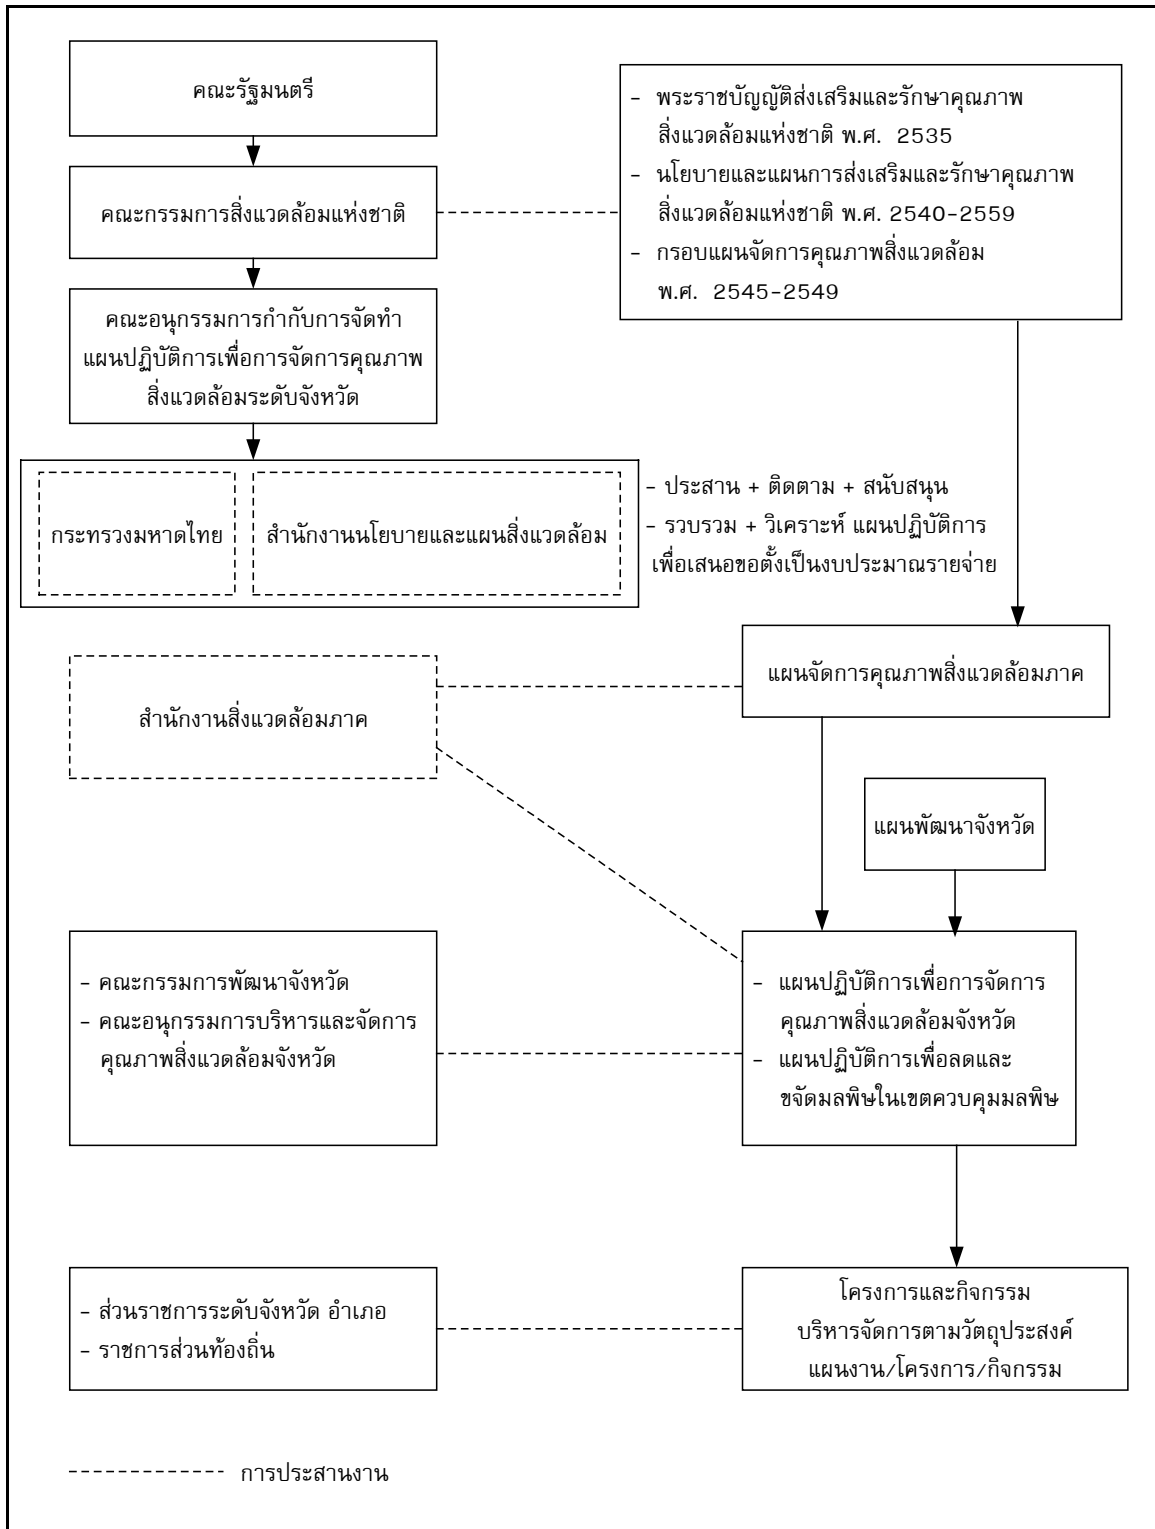 คณะรัฐมนตรี
คณะกรรมการสิ่งแวดล้อมแห่งชาติ
- พระราชบัญญัติส่งเสริมและรักษาคุณภาพ
สิ่งแวดล้อมแห่งชาติ พ.ศ. 2535
- นโยบายและแผนการส่งเสริมและรักษาคุณภาพ
สิ่งแวดล้อมแห่งชาติ พ.ศ. 2540-2559
- กรอบแผนจัดการคุณภาพสิ่งแวดล้อม
พ.ศ. 2545-2549
คณะอนุกรรมการกำกับการจัดทำ
แผนปฏิบัติการเพื่อการจัดการคุณภาพ
สิ่งแวดล้อมระดับจังหวัด
กระทรวงมหาดไทย
สำนักงานนโยบายและแผนสิ่งแวดล้อม
- ประสาน + ติดตาม + สนับสนุน
- รวบรวม + วิเคราะห์ แผนปฏิบัติการ
เพื่อเสนอขอตั้งเป็นงบประมาณรายจ่าย
สำนักงานสิ่งแวดล้อมภาค
แผนจัดการคุณภาพสิ่งแวดล้อมภาค
แผนพัฒนาจังหวัด
- คณะกรรมการพัฒนาจังหวัด
- คณะอนุกรรมการบริหารและจัดการ
คุณภาพสิ่งแวดล้อมจังหวัด
- แผนปฏิบัติการเพื่อการจัดการ
คุณภาพสิ่งแวดล้อมจังหวัด
- แผนปฏิบัติการเพื่อลดและ
ขจัดมลพิษในเขตควบคุมมลพิษ
- ส่วนราชการระดับจังหวัด อำเภอ
- ราชการส่วนท้องถิ่น
โครงการและกิจกรรม
บริหารจัดการตามวัตถุประสงค์
แผนงาน/โครงการ/กิจกรรม
การประสานงาน